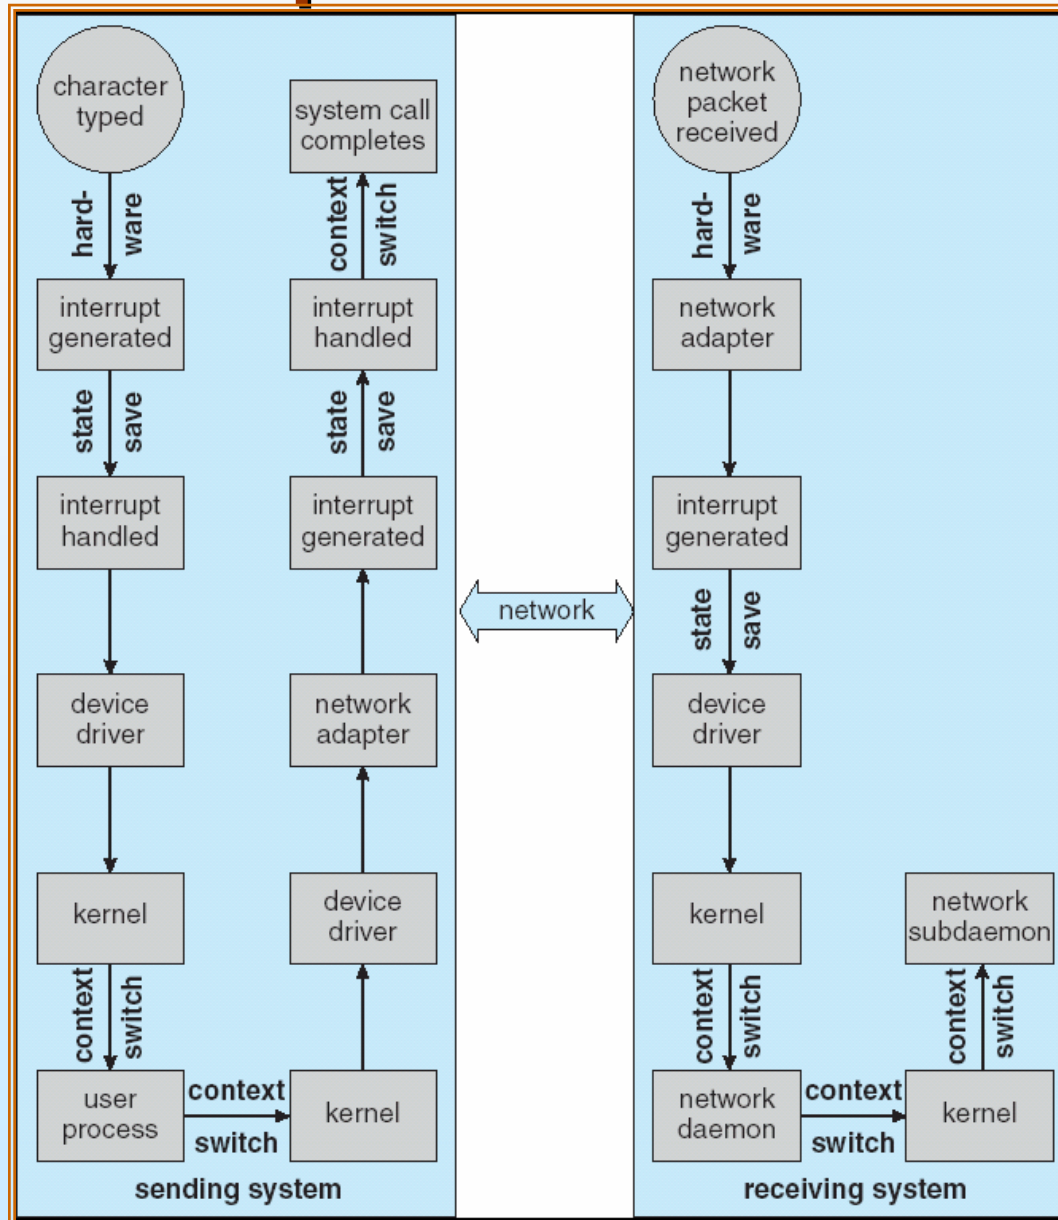 character
typed
hard-
ware
interrupt
generated
state
save
interrupt
handled
device
driver
kernel
context
switch
user
process
context
switch
kernel
device
driver
network
adapter
interrupt
generated
state
save
interrupt
handled
context
switch
system call
completes
sending system
network
network
packet
received
hard-
ware
network
adapter
interrupt
generated
state
save
device
driver
kernel
context
switch
network
daemon
context
switch
kernel
context
switch
network
subdaemon
receiving system